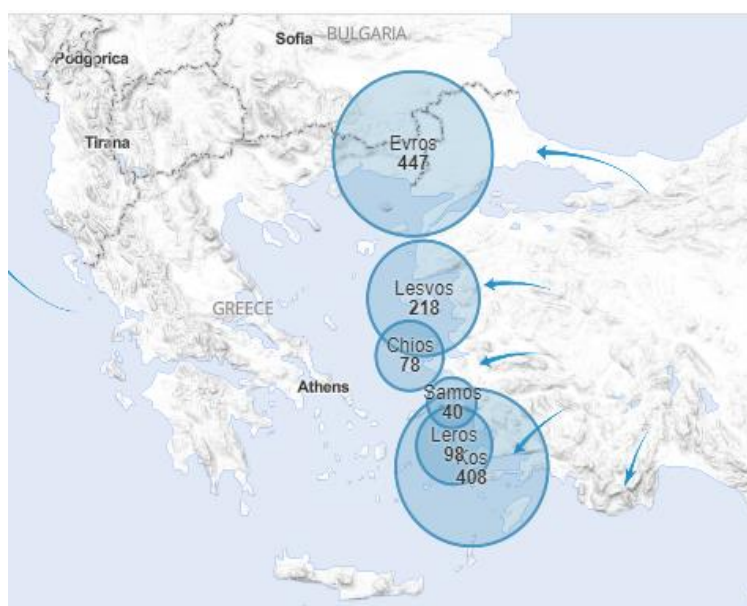 Sofia
BULGARIA
Podgorica
Tirana
Evros
447
Lesvos
218
GREECE
Chios
78
Athens
Samos
40
Leros
98
Kos
408